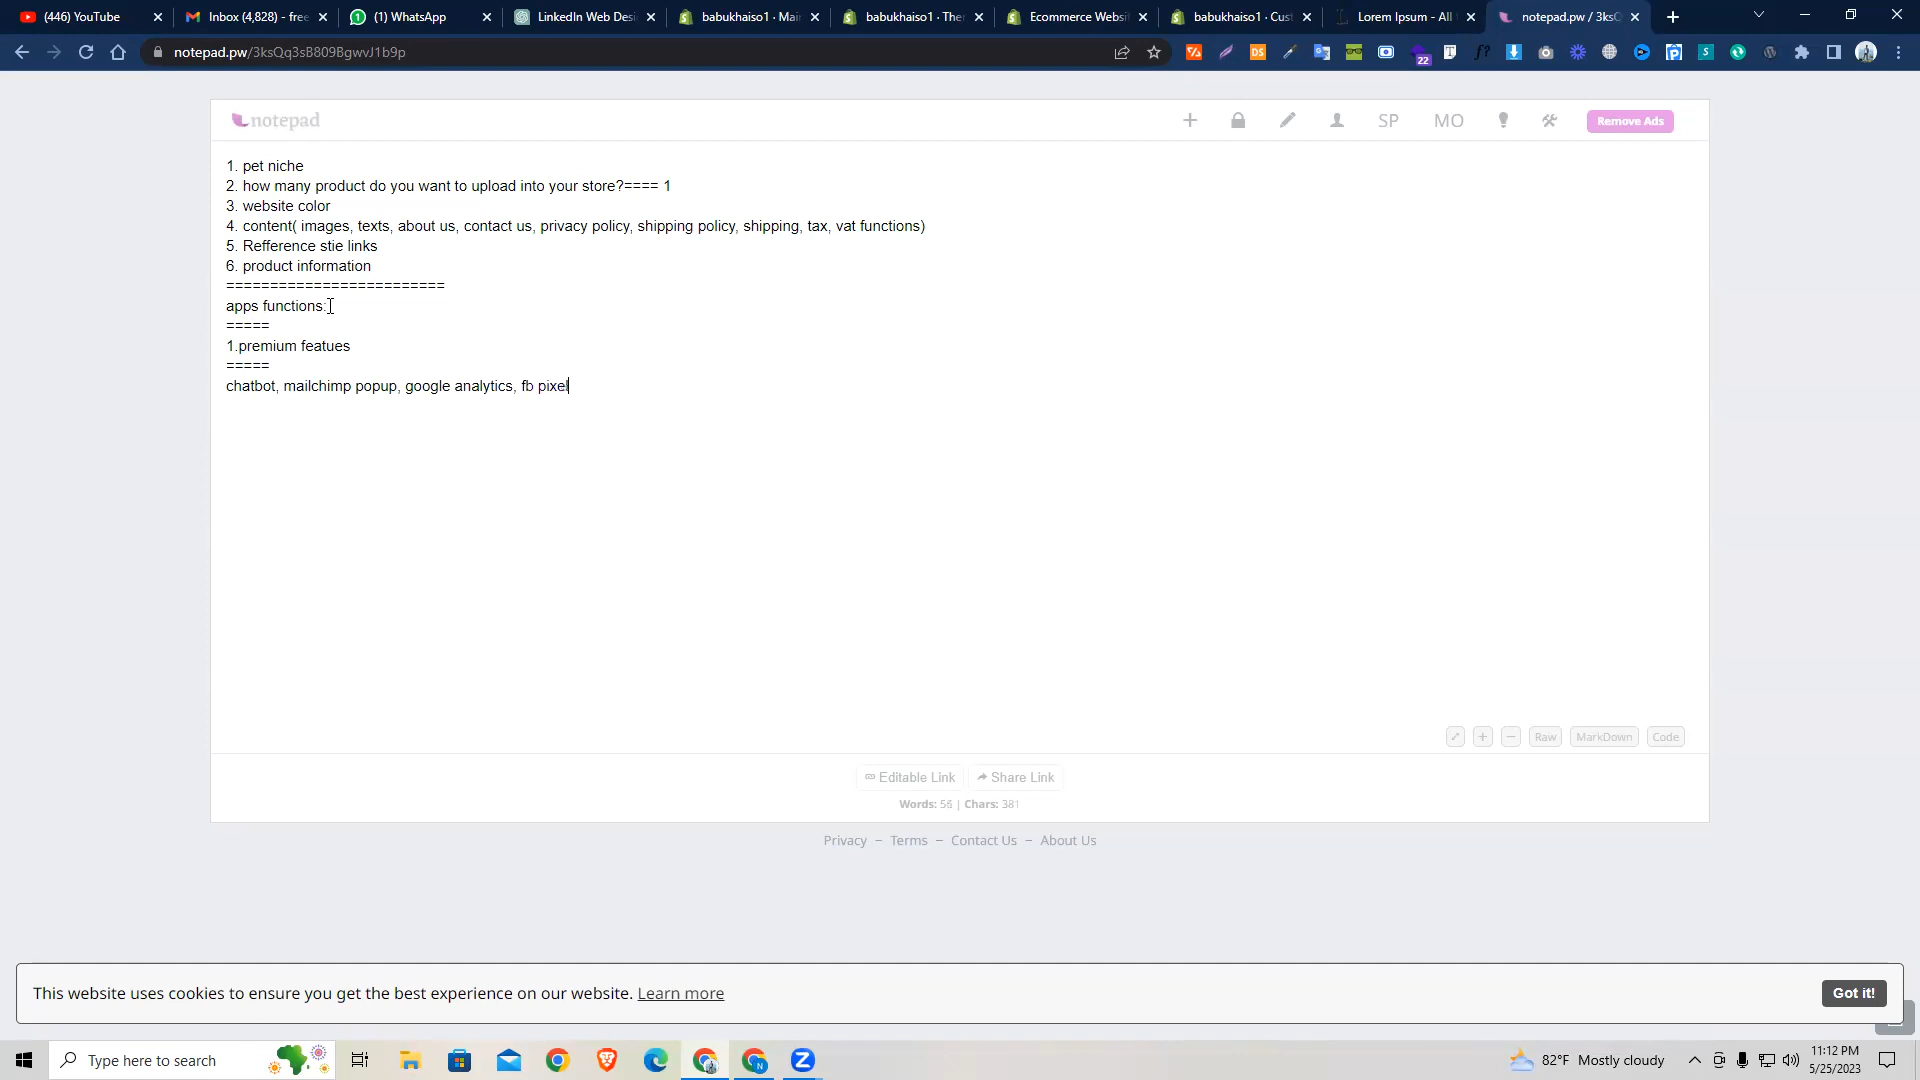 (446) YouTube
Inbox (4,828) - free
(1) WhatsApp
LinkedIn Web Desi
babukhaiso1 · Mai
babukhaiso1 · The
Ecommerce Websi
babukhaiso1 · Cust
Lorem Ipsum - All
notepad.pw / 3ksQ
notepad.pw/3ksQq3sB809BgwvJ1b9p
22
notepad
SP
MO
Remove Ads
1. pet niche
2. how many product do you want to upload into your store?==== 1
3. website color
4. content( images, texts, about us, contact us, privacy policy, shipping policy, shipping, tax, vat functions)
5. Refference stie links
6. product information
=========================
apps functions:
=====
1.premium featues
=====
chatbot, mailchimp popup, google analytics, fb pixel
Raw
MarkDown
Code
Editable Link
Share Link
Words: 56 | Chars: 381
Privacy – Terms – Contact Us – About Us
This website uses cookies to ensure you get the best experience on our website. Learn more
Got it!
Type here to search
82°F Mostly cloudy
11:12 PM
5/25/2023